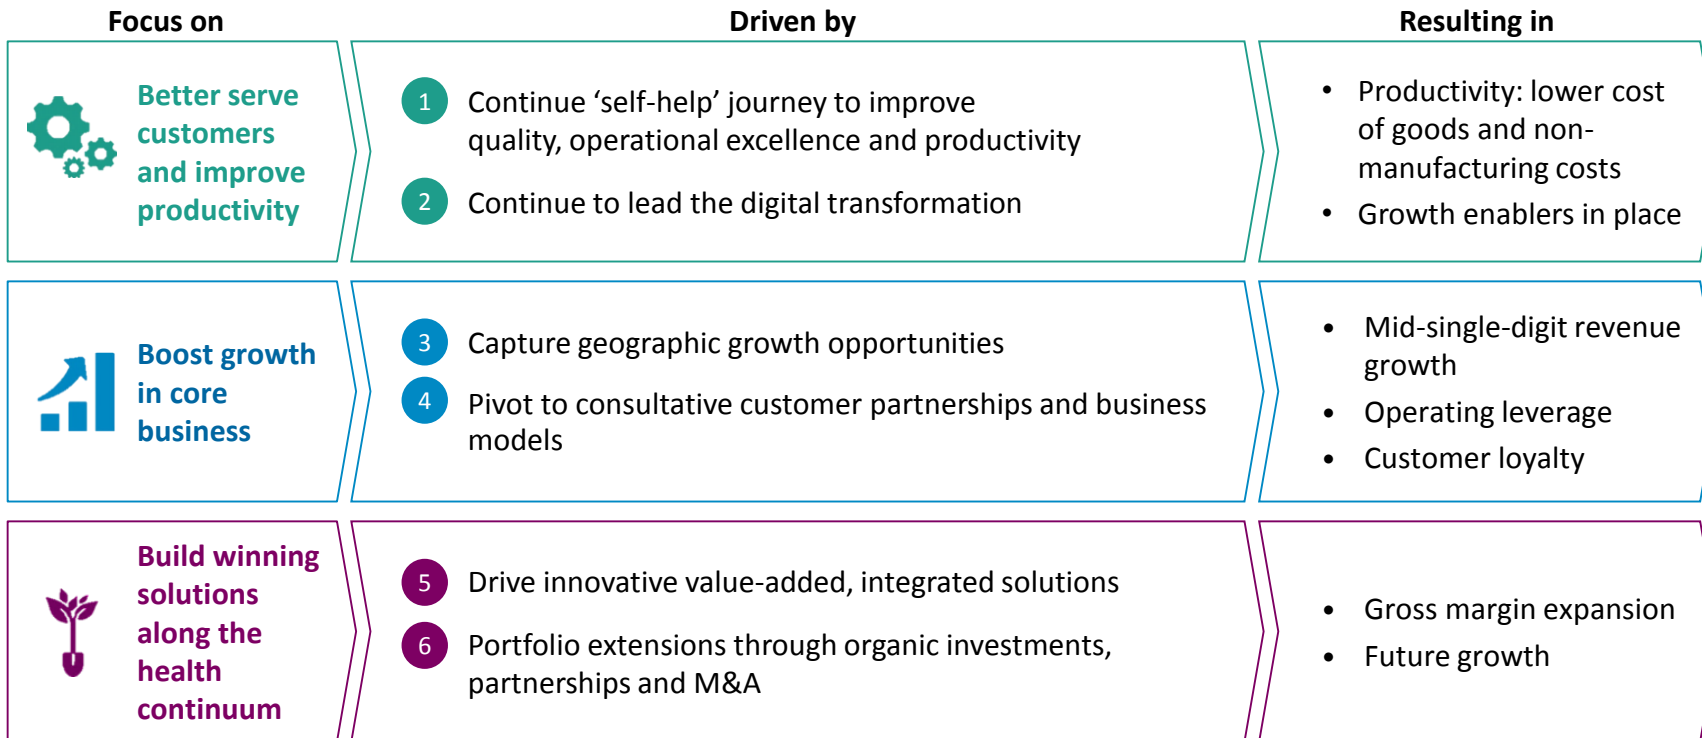 Focus on
Driven by
Resulting in
Better serve
customers
and improve
productivity
1 Continue ‘self-help’ journey to improve
quality, operational excellence and productivity
2 Continue to lead the digital transformation
• Productivity: lower cost
of goods and non-
manufacturing costs
• Growth enablers in place
Boost growth
in core
business
3 Capture geographic growth opportunities
4 Pivot to consultative customer partnerships and business
models
• Mid-single-digit revenue
growth
• Operating leverage
• Customer loyalty
Build winning
solutions
along the
health
continuum
5 Drive innovative value-added, integrated solutions
6 Portfolio extensions through organic investments,
partnerships and M&A
• Gross margin expansion
• Future growth